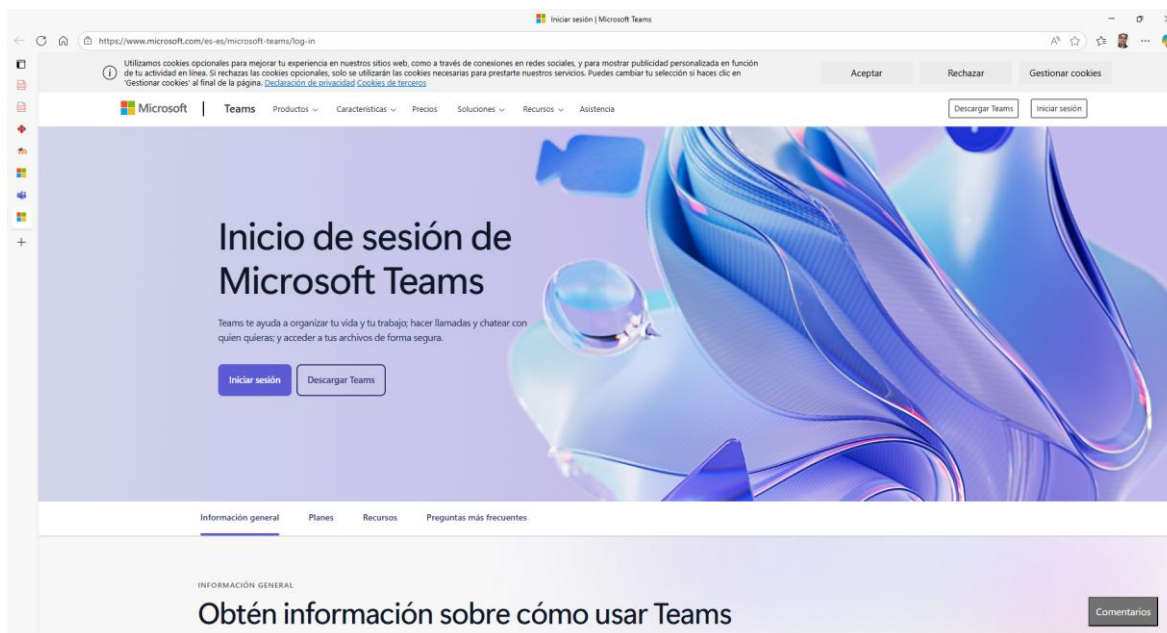 Iniciar sesión | Microsoft Teams
https://www.microsoft.com/es-es/microsoft-teams/log-in
Utilizamos cookies opcionales para mejorar tu experiencia en nuestros sitios web, como a través de conexiones en redes sociales, y para mostrar publicidad personalizada en función
de tu actividad en línea. Si rechazas las cookies opcionales, solo se utilizarán las cookies necesarias para prestarte nuestros servicios. Puedes cambiar tu selección si haces clic en
'Gestionar cookies' al final de la página. Declaración de privacidad Cookies de terceros
Aceptar Rechazar Gestionar cookies
Microsoft Teams Productos Características Precios Soluciones Recursos Asistencia Descargar Teams Iniciar sesión
Inicio de sesión de
Microsoft Teams
Teams te ayuda a organizar tu vida y tu trabajo; hacer llamadas y chatear con
quien quieras; y acceder a tus archivos de forma segura.
Iniciar sesión Descargar Teams
Información general Planes Recursos Preguntas más frecuentes
INFORMACIÓN GENERAL
Obtén información sobre cómo usar Teams
Comentarios